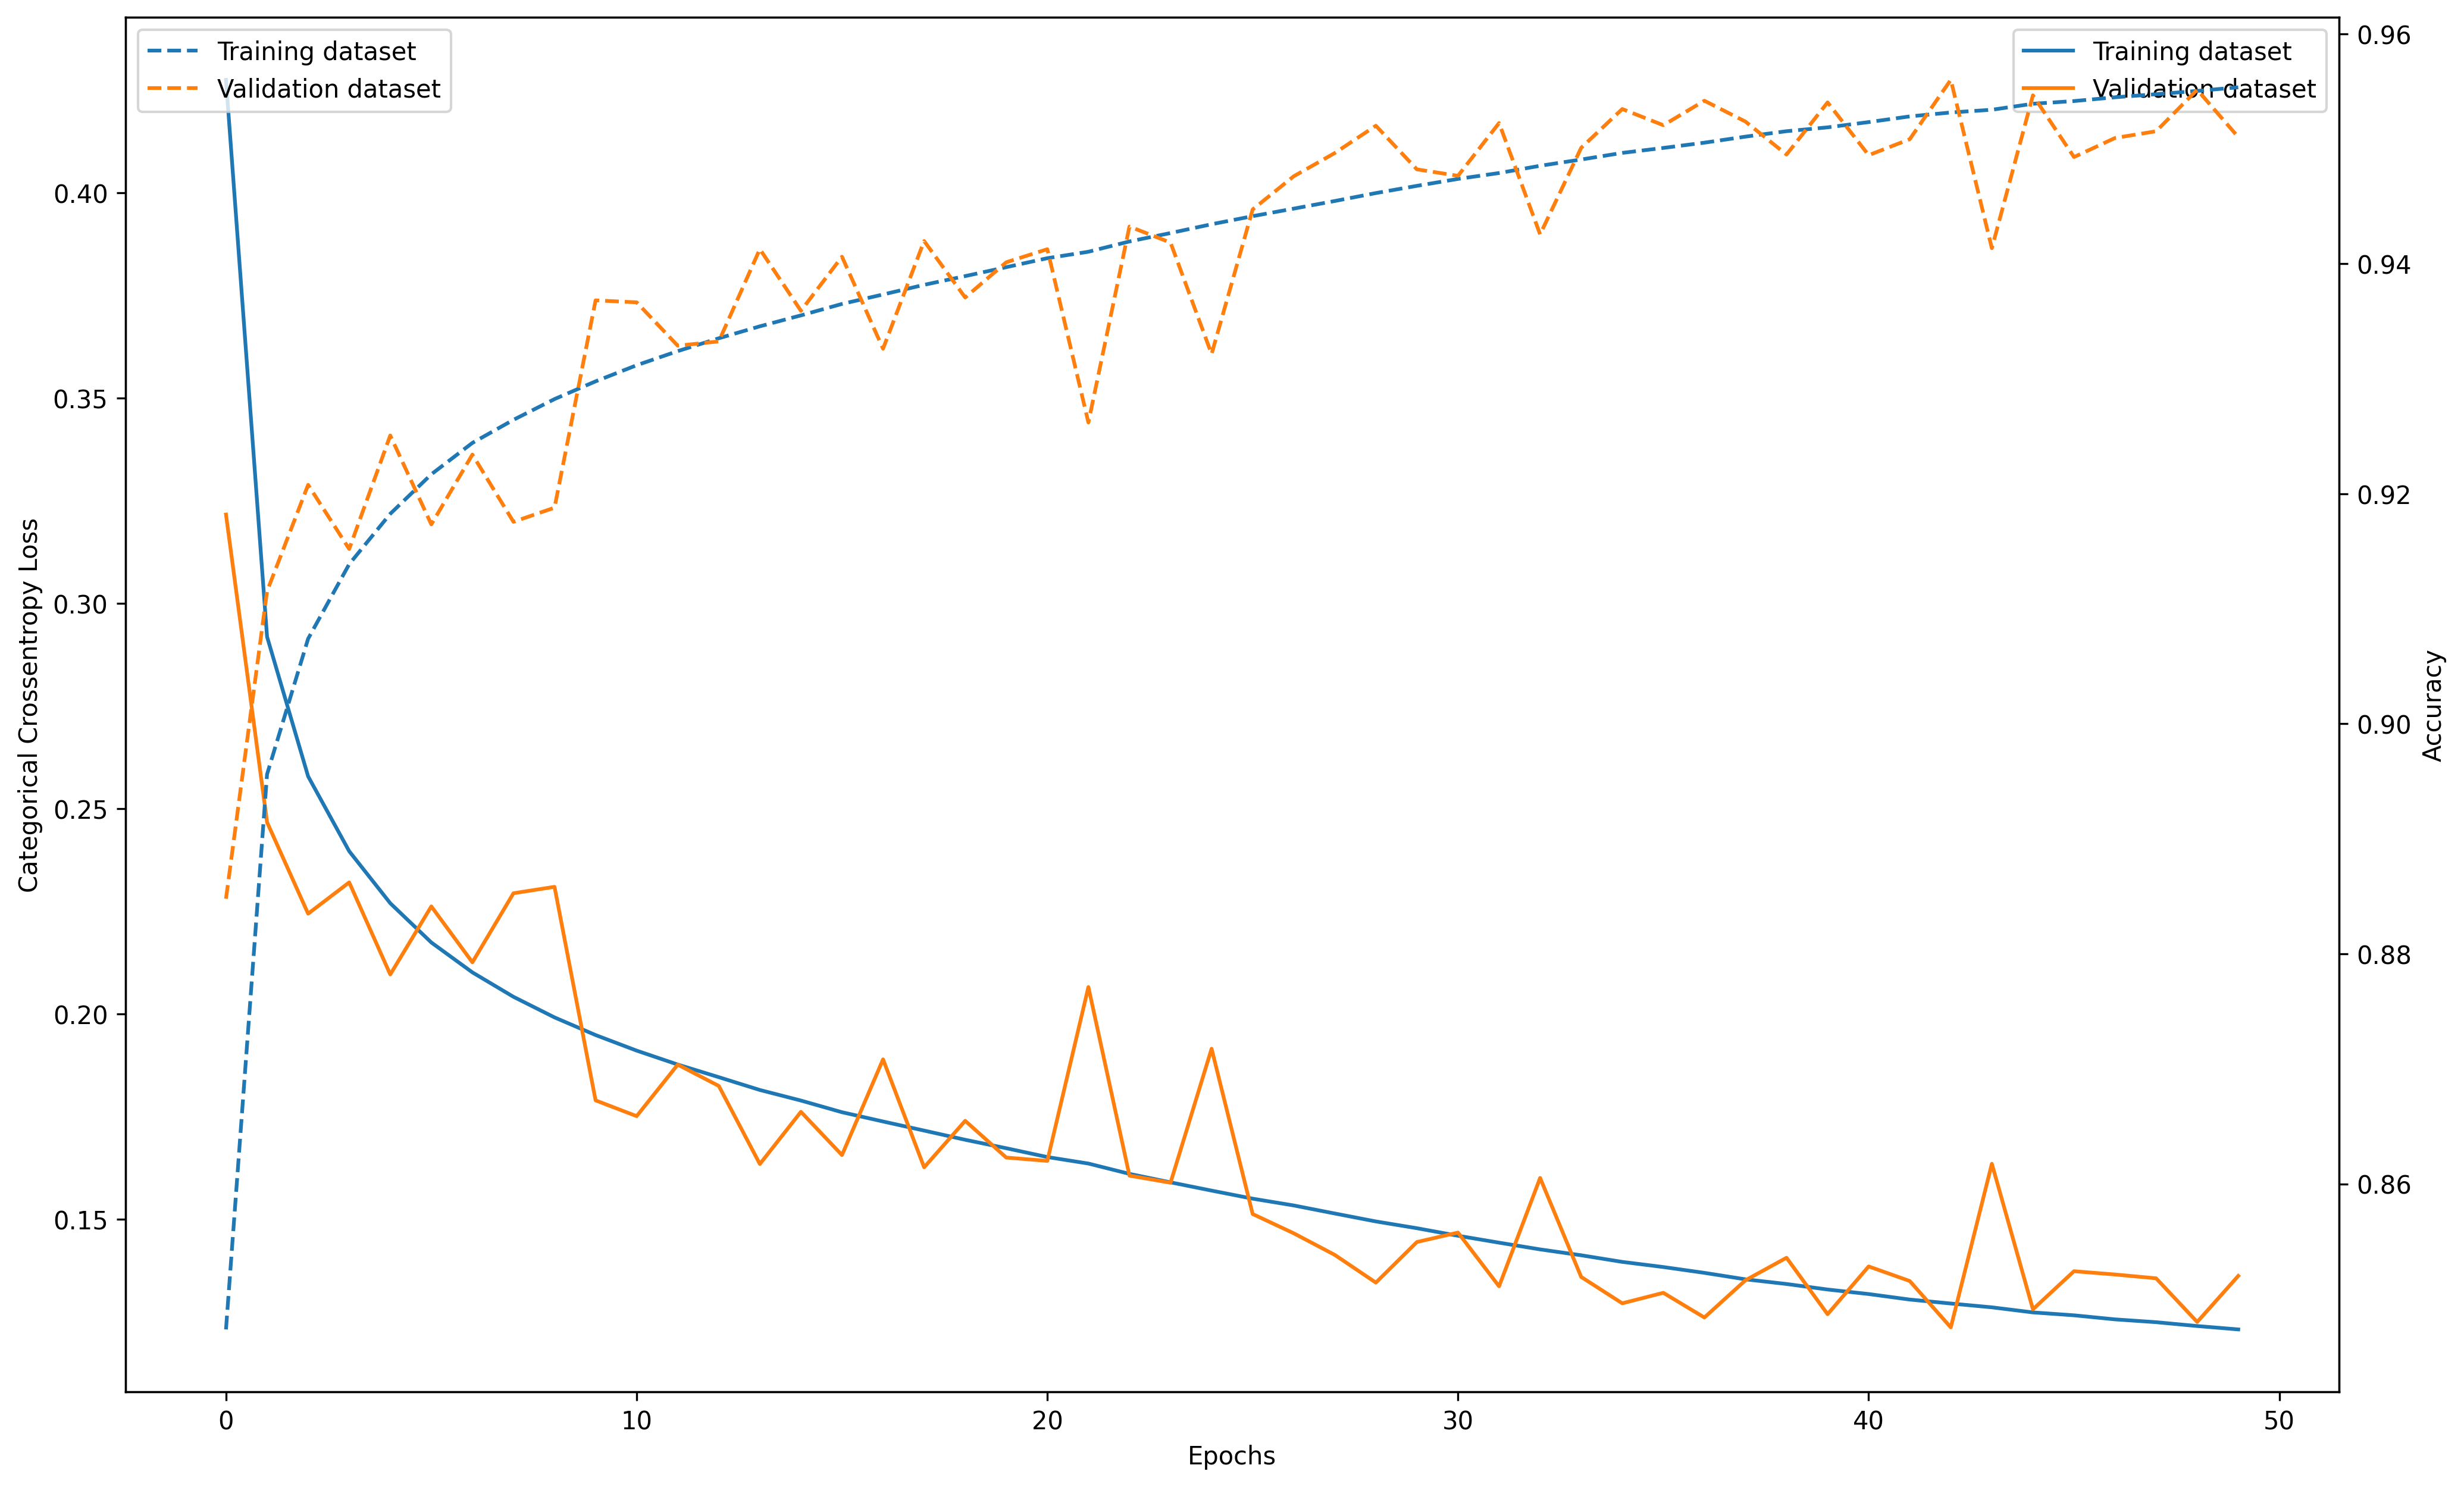 Training dataset
Validation dataset
Training dataset
Validation dataset
Categorical Crossentropy Loss
0.40
0.35
0.30
0.25
0.20
0.15
0.96
0.94
0.92
0.90
0.88
0.86
Accuracy
0
10
20
30
40
50
Epochs